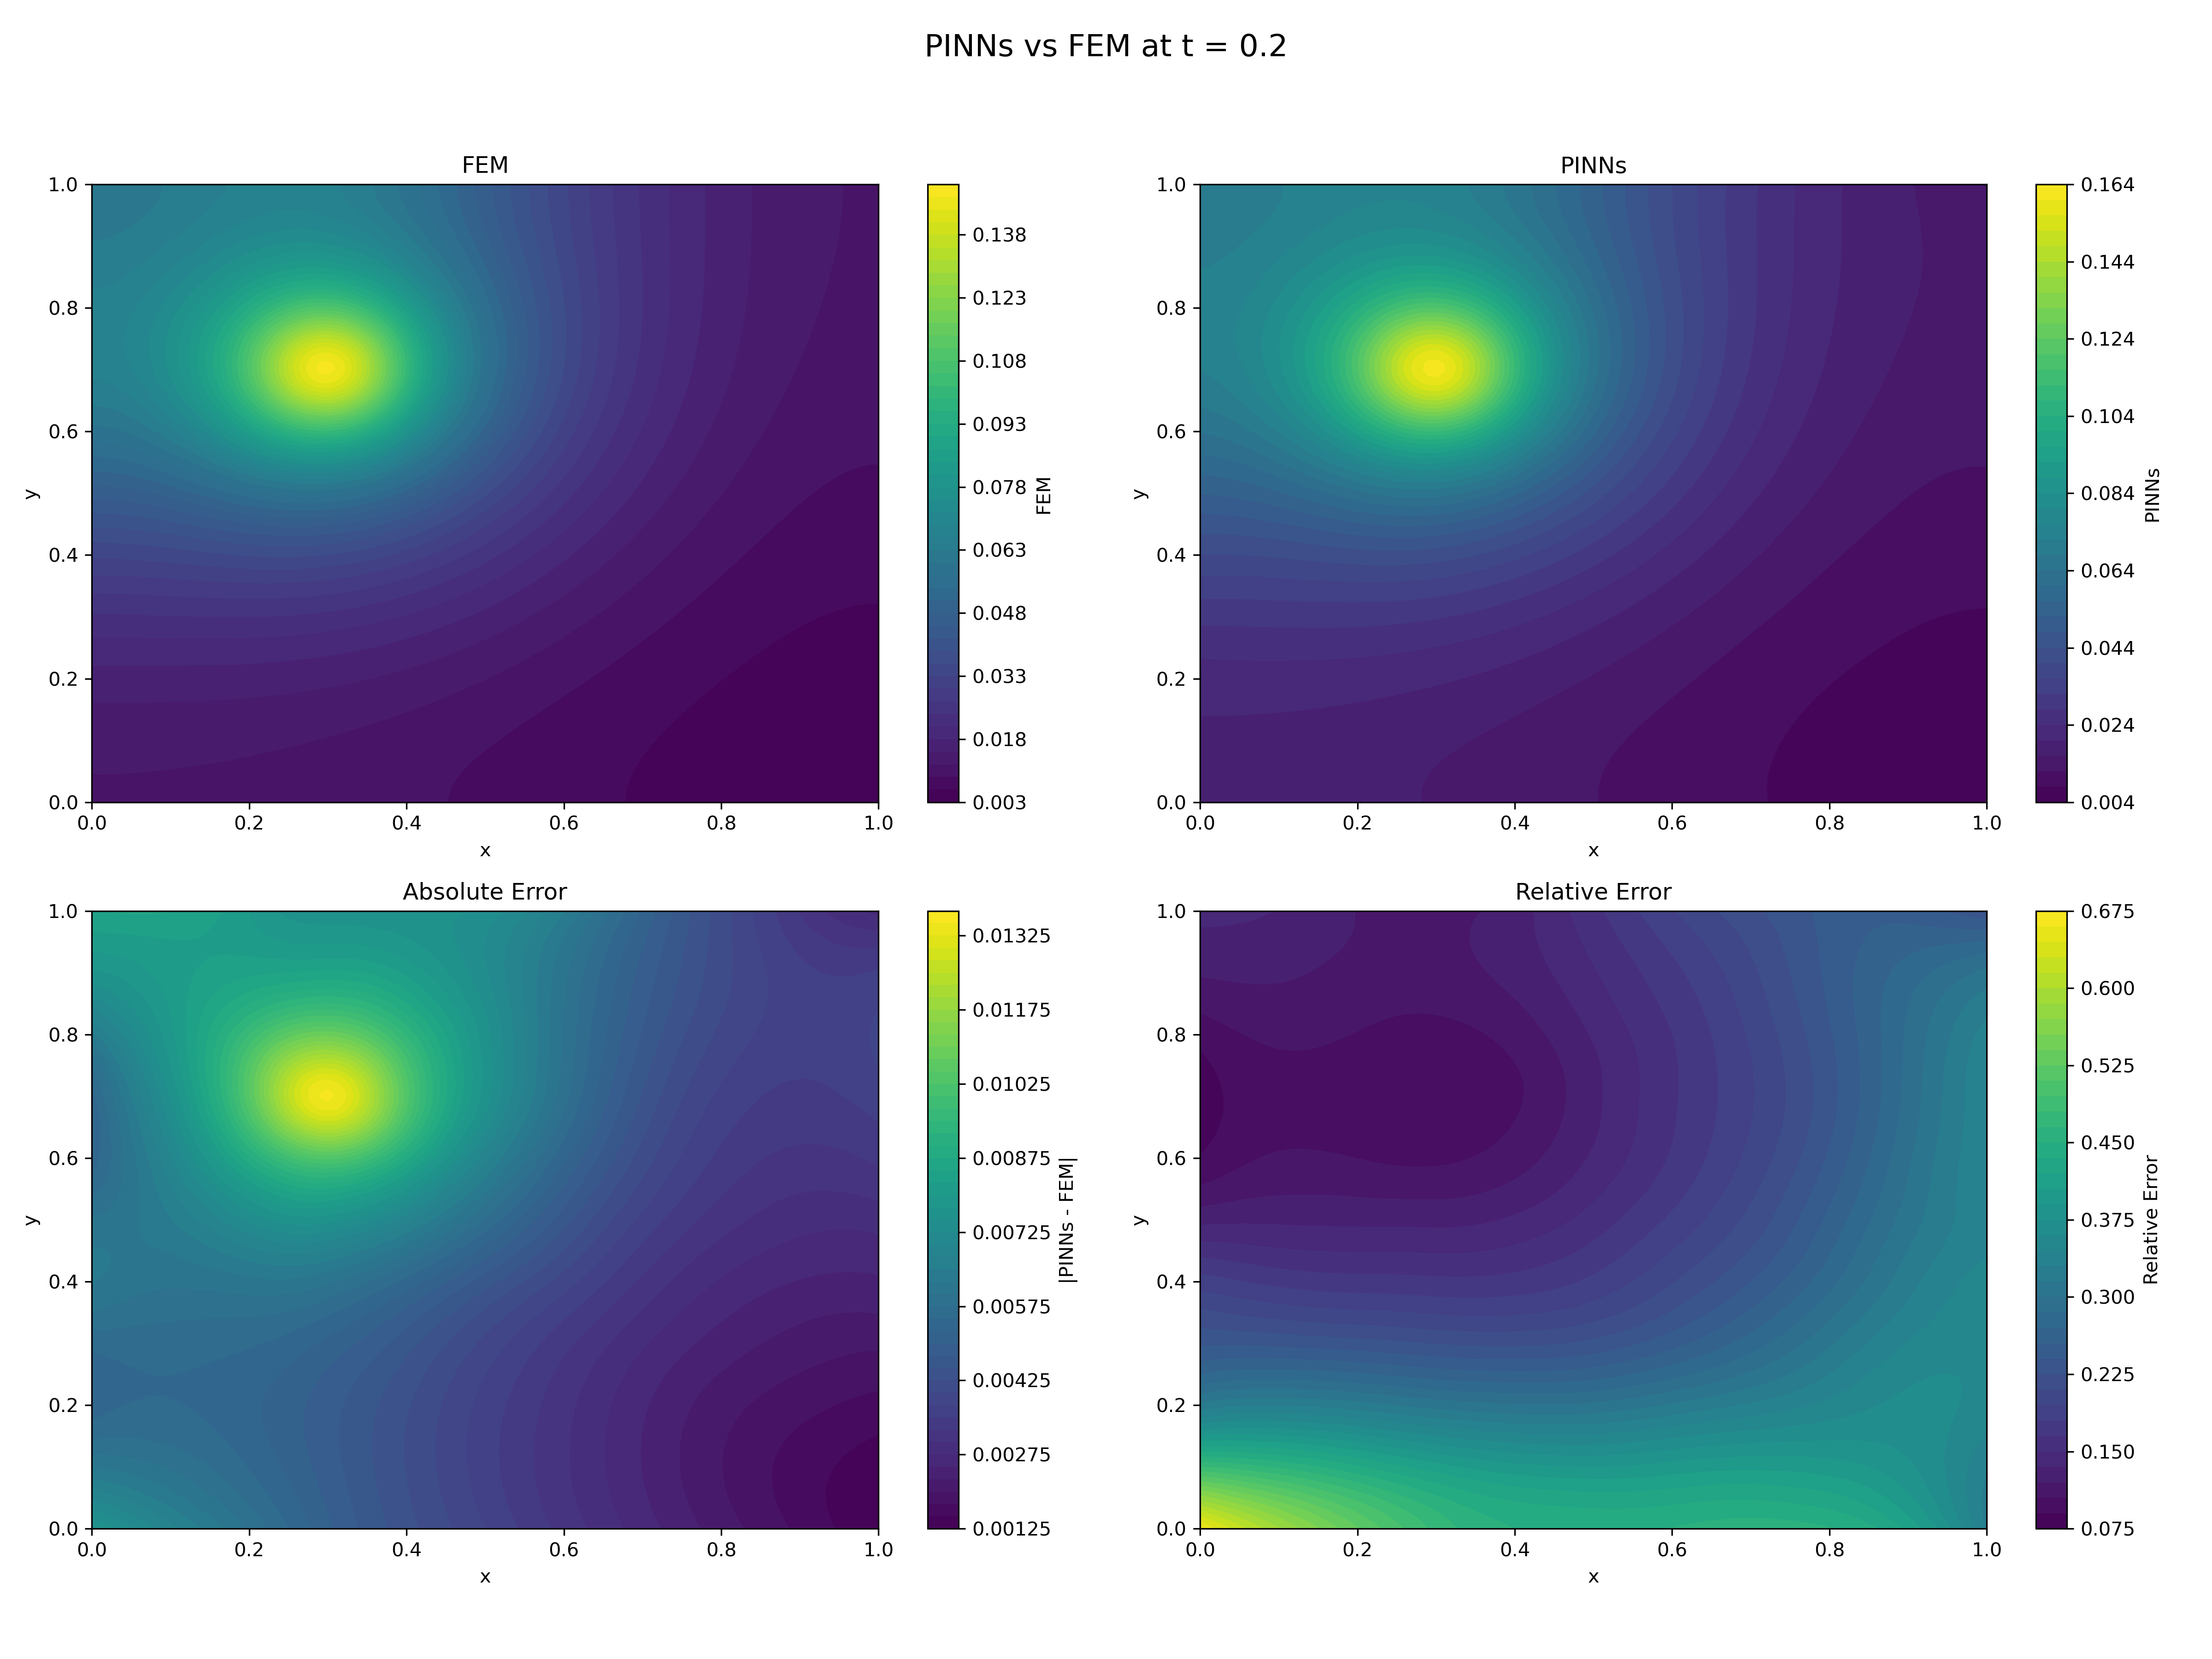 PINNs vs FEM at t = 0.2
FEM
1.0
0.8
0.6
0.4
0.2
0.0
y
0.0 0.2 0.4 0.6 0.8 1.0
x
0.138
0.123
0.108
0.093
0.078
0.063
0.048
0.033
0.018
0.003
FEM
PINNs
1.0
0.8
0.6
0.4
0.2
0.0
y
0.0 0.2 0.4 0.6 0.8 1.0
x
0.164
0.144
0.124
0.104
0.084
0.064
0.044
0.024
0.004
PINNs
Absolute Error
1.0
0.8
0.6
0.4
0.2
0.0
y
0.0 0.2 0.4 0.6 0.8 1.0
x
0.01325
0.01175
0.01025
0.00875
0.00725
0.00575
0.00425
0.00275
0.00125
|PINNs - FEM|
Relative Error
1.0
0.8
0.6
0.4
0.2
0.0
y
0.0 0.2 0.4 0.6 0.8 1.0
x
0.675
0.600
0.525
0.450
0.375
0.300
0.225
0.150
0.075
Relative Error